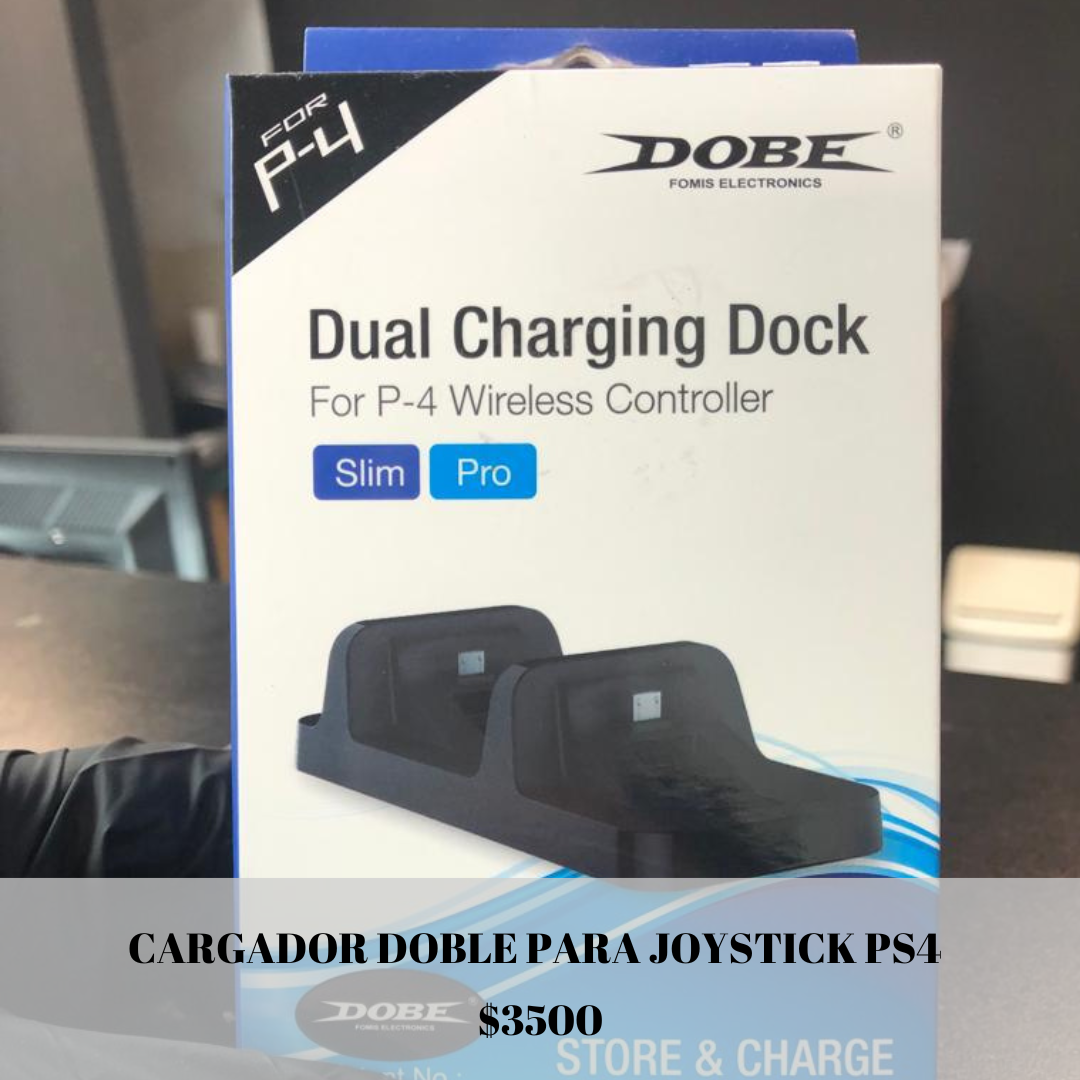 FOR
P-4
DOBE®
FOMIS ELECTRONICS
Dual Charging Dock
For P-4 Wireless Controller
Slim Pro
CARGADOR DOBLE PARA JOYSTICK PS4
$3500
DOBE
FOMIS ELECTRONICS
STORE & CHARGE
No.: